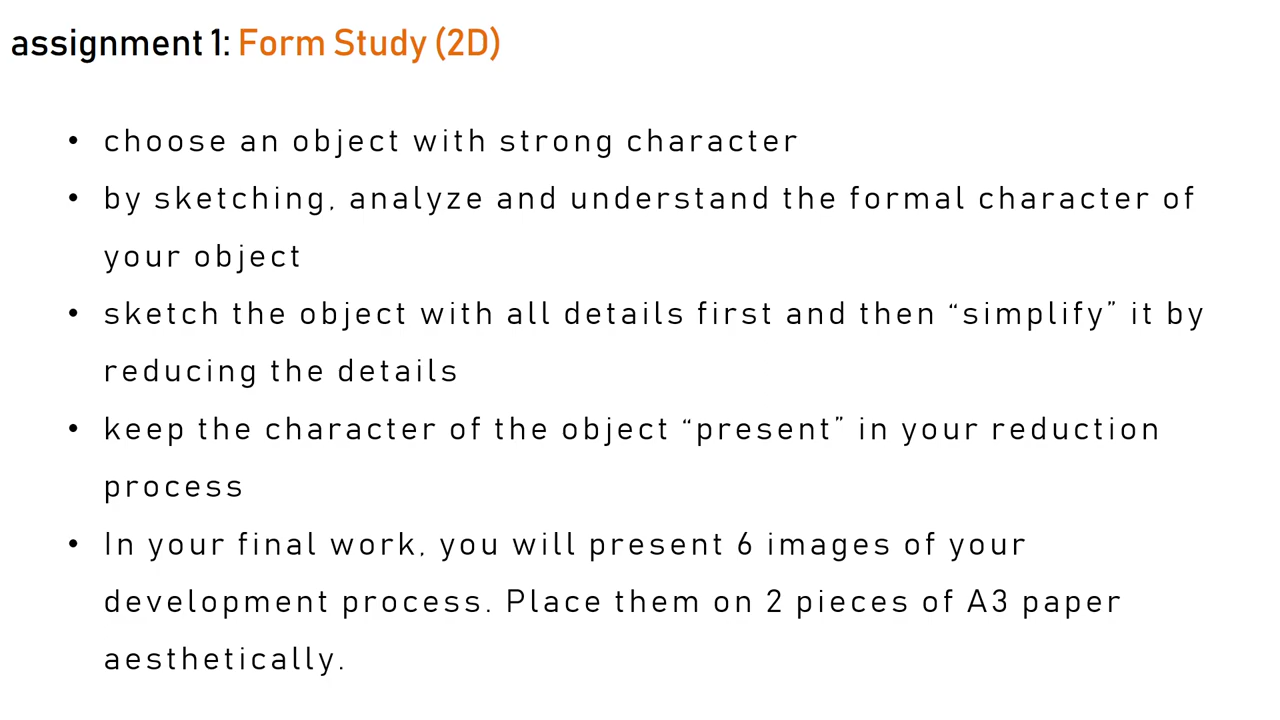 assignment 1: Form Study (2D)
• choose an object with strong character
• by sketching, analyze and understand the formal character of
your object
• sketch the object with all details first and then “simplify” it by
reducing the details
• keep the character of the object “present” in your reduction
process
• In your final work, you will present 6 images of your
development process. Place them on 2 pieces of A3 paper
aesthetically.